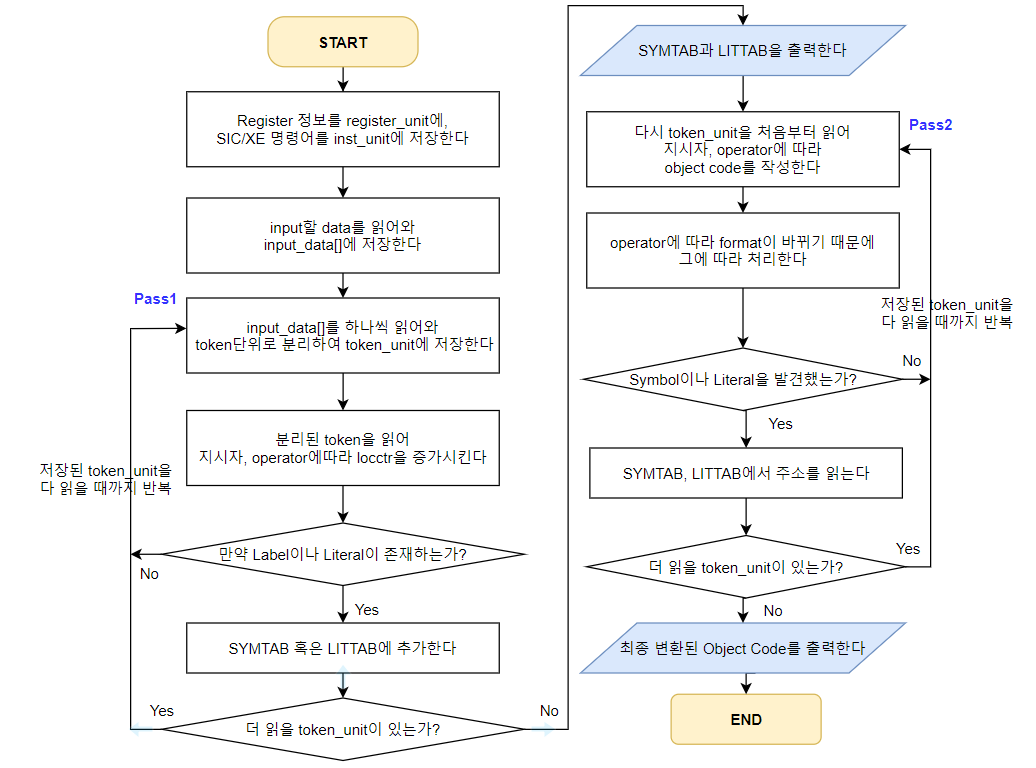 START
Register 정보를 register_unit에,
SIC/XE 명령어를 inst_unit에 저장한다
input할 data를 읽어와
input_data[]에 저장한다
Pass1
input_data[]를 하나씩 읽어와
token단위로 분리하여 token_unit에 저장한다
분리된 token을 읽어
지시자, operator에따라 locctr을 증가시킨다
저장된 token_unit을
다 읽을 때까지 반복
만약 Label이나 Literal이 존재하는가?
No
Yes
SYMTAB 혹은 LITTAB에 추가한다
Yes
더 읽을 token_unit이 있는가?
No
SYMTAB과 LITTAB을 출력한다
Pass2
다시 token_unit을 처음부터 읽어
지시자, operator에 따라
object code를 작성한다
operator에 따라 format이 바뀌기 때문에
그에 따라 처리한다
저장된 token_unit을
다 읽을 때까지 반복
Symbol이나 Literal을 발견했는가?
No
Yes
SYMTAB, LITTAB에서 주소를 읽는다
더 읽을 token_unit이 있는가?
Yes
No
최종 변환된 Object Code를 출력한다
END